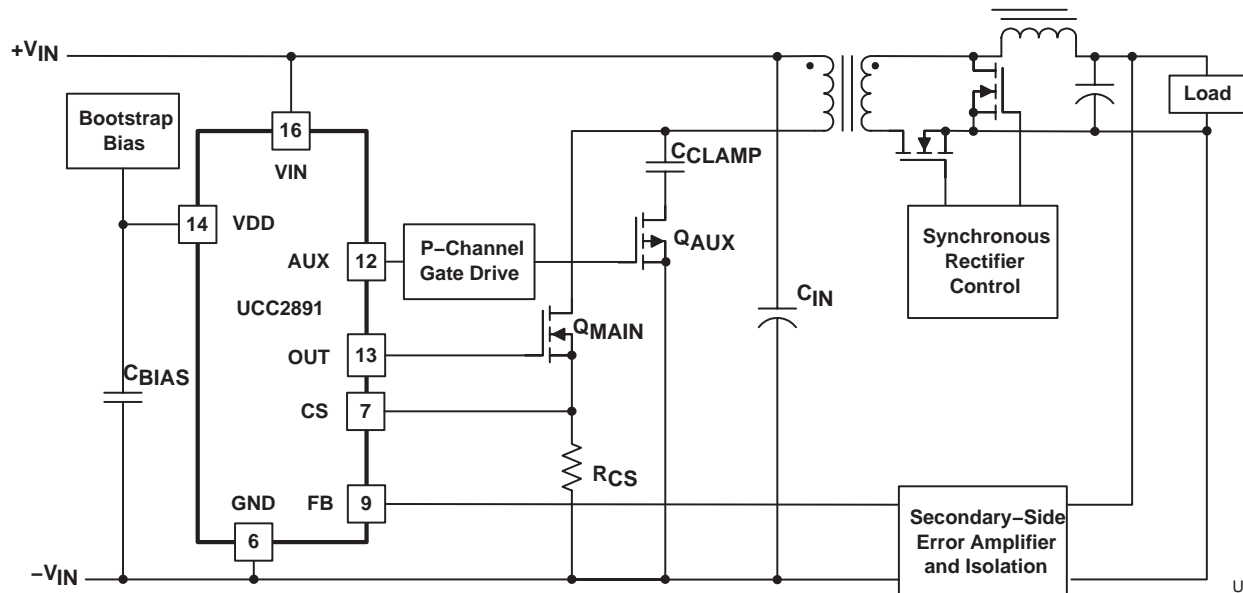 +VIN
Bootstrap
Bias
16
VIN
14
VDD
AUX
12
P−Channel
Gate Drive
UCC2891
OUT
13
CBIAS
CS
7
GND
FB
9
6
−VIN
CCLAMP
QAUX
QMAIN
RCS
CIN
Load
Synchronous
Rectifier
Control
Secondary−Side
Error Amplifier
and Isolation
U